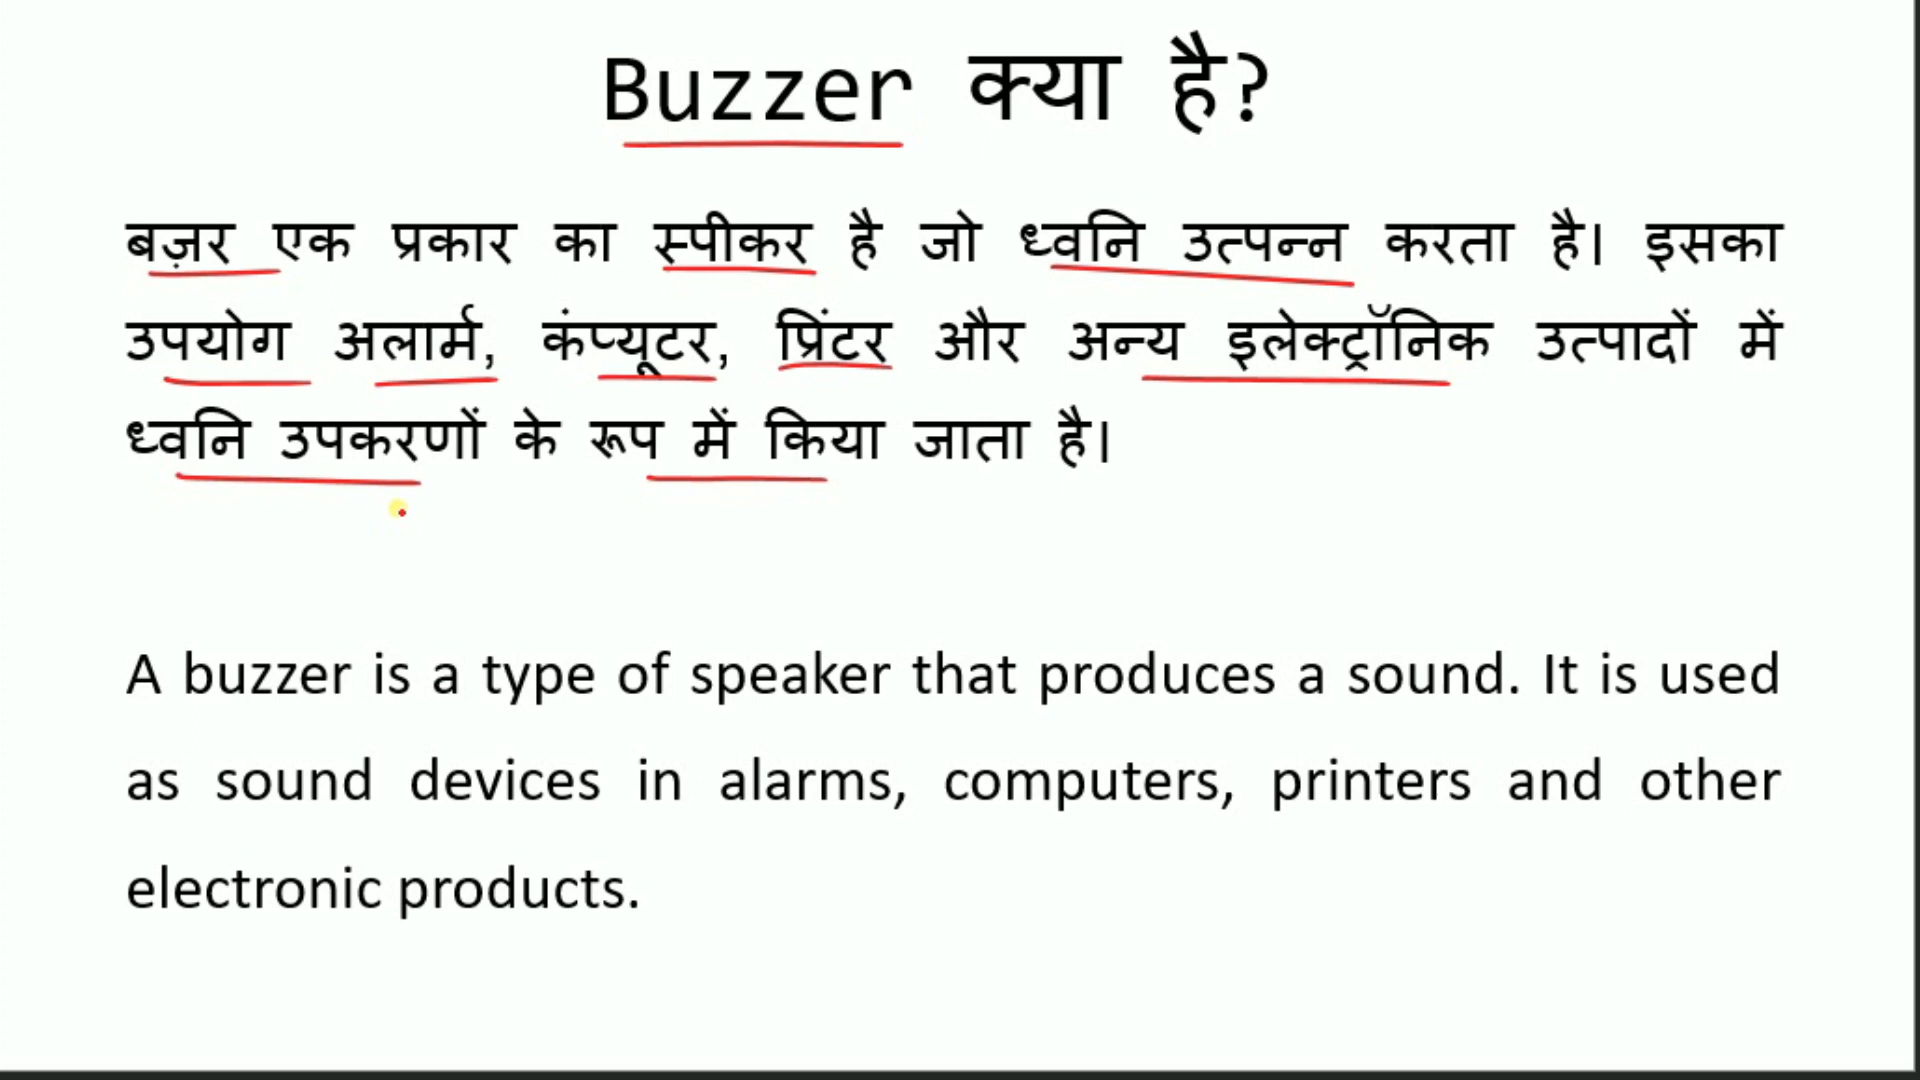 Buzzer क्या है?
बज़र एक प्रकार का स्पीकर है जो ध्वनि उत्पन्न करता है। इसका
उपयोग अलार्म, कंप्यूटर, प्रिंटर और अन्य इलेक्ट्रॉनिक उत्पादों में
ध्वनि उपकरणों के रूप में किया जाता है।
A buzzer is a type of speaker that produces a sound. It is used
as sound devices in alarms, computers, printers and other
electronic products.